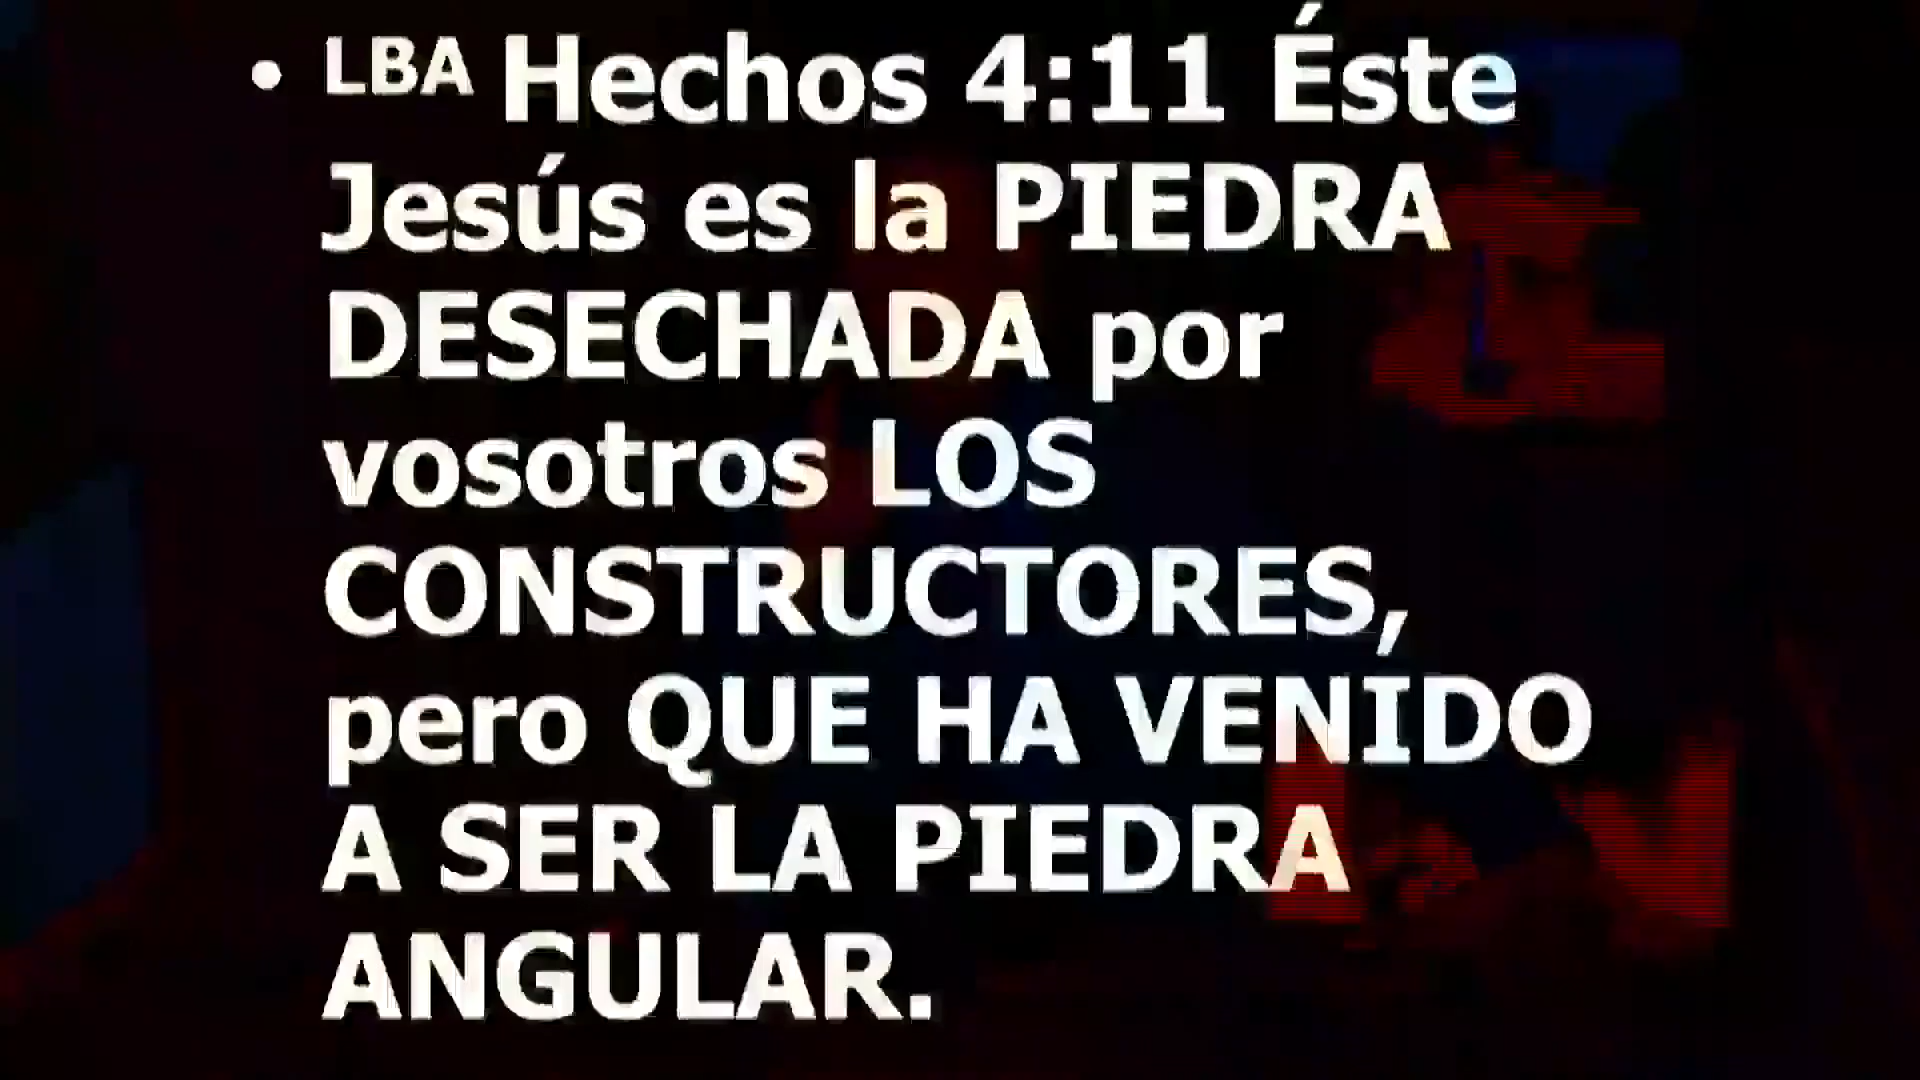 • LBA Hechos 4:11 Éste
Jesús es la PIEDRA
DESECHADA por
vosotros LOS
CONSTRUCTORES,
pero QUE HA VENIDO
A SER LA PIEDRA
ANGULAR.